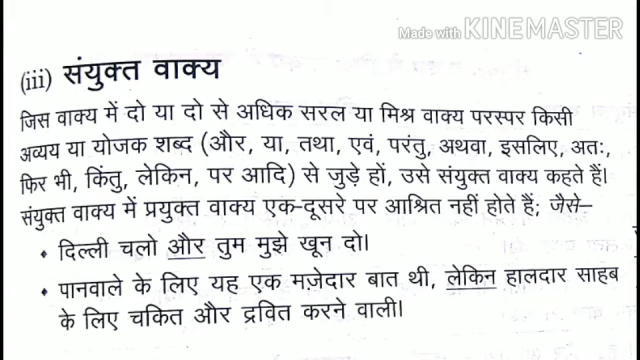 Made with KINEMASTER
(iii) संयुक्त वाक्य
जिस वाक्य में दो या दो से अधिक सरल या मिश्र वाक्य परस्पर किसी
अव्यय या योजक शब्द (और, या, तथा, एवं, परंतु, अथवा, इसलिए, अतः,
फिर भी, किंतु, लेकिन, पर आदि) से जुड़े हों, उसे संयुक्त वाक्य कहते हैं।
संयुक्त वाक्य में प्रयुक्त वाक्य एक-दूसरे पर आश्रित नहीं होते हैं; जैसे–
• दिल्ली चलो और तुम मुझे खून दो।
• पानवाले के लिए यह एक मज़ेदार बात थी, लेकिन हालदार साहब
के लिए चकित और द्रवित करने वाली।